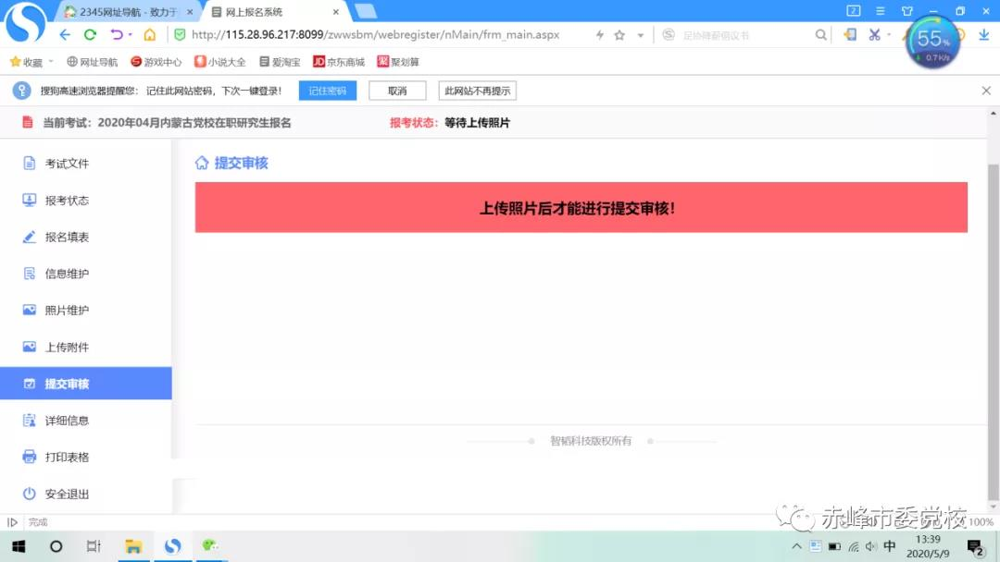 2345网址导航 - 致力于 × 网上报名系统 ×
http://115.28.96.217:8099/zwwsbm/webregister/nMain/frm_main.aspx
55%
0.7K/s
收藏 网址导航 游戏中心 小说大全 爱淘宝 JD 京东商城 聚划算
搜狗高速浏览器提醒您: 记住此网站密码,下次一键登录! 记住密码 取消 此网站不再提示
当前考试: 2020年04月内蒙古党校在职研究生报名 报考状态: 等待上传照片
考试文件
报考状态
报名填表
信息维护
照片维护
上传附件
提交审核
详细信息
打印表格
安全退出
提交审核
上传照片后才能进行提交审核!
智韬科技版权所有
赤峰市委党校
完成 100%
中 13:39
2020/5/9 2